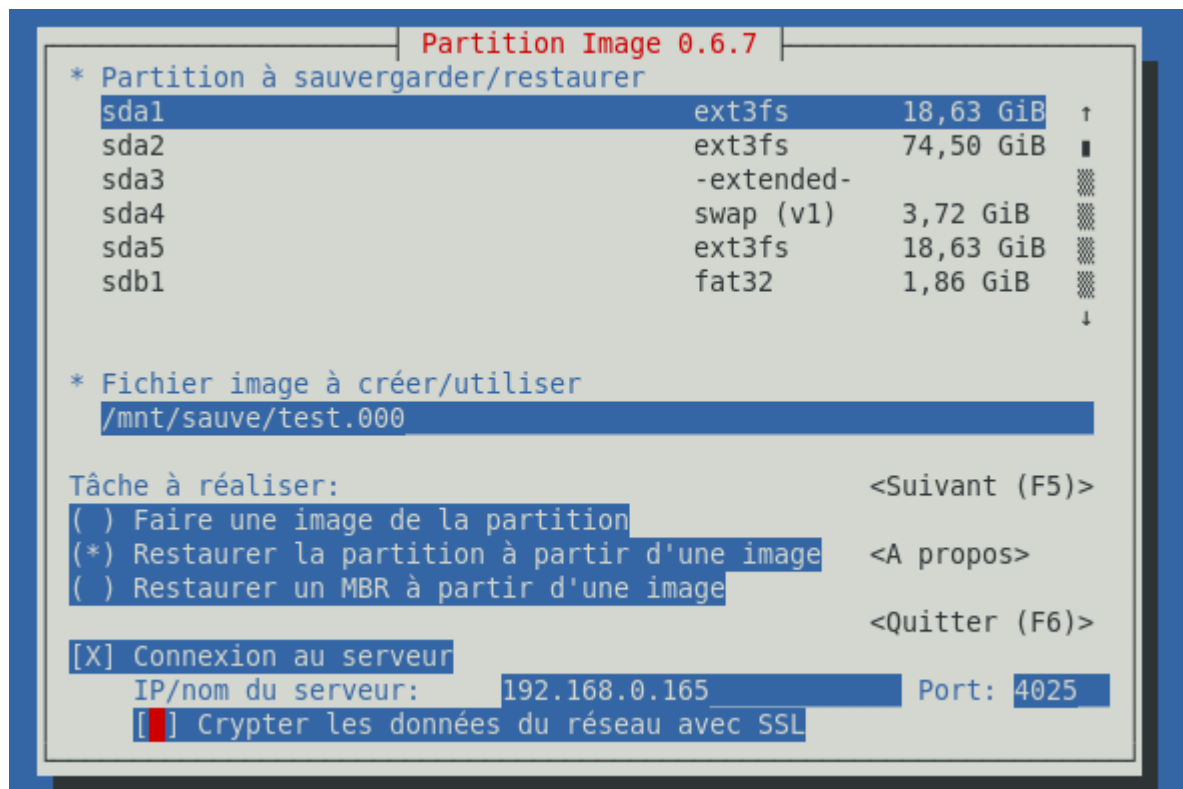 Partition Image 0.6.7
* Partition à sauvergarder/restaurer
sda1 ext3fs 18,63 GiB ↑
sda2 ext3fs 74,50 GiB
sda3 -extended-
sda4 swap (v1) 3,72 GiB
sda5 ext3fs 18,63 GiB
sdb1 fat32 1,86 GiB
↓
* Fichier image à créer/utiliser
/mnt/sauve/test.000
Tâche à réaliser: <Suivant (F5)>
( ) Faire une image de la partition
(*) Restaurer la partition à partir d'une image <A propos>
( ) Restaurer un MBR à partir d'une image
<Quitter (F6)>
[X] Connexion au serveur
IP/nom du serveur: 192.168.0.165 Port: 4025
[ ] Crypter les données du réseau avec SSL